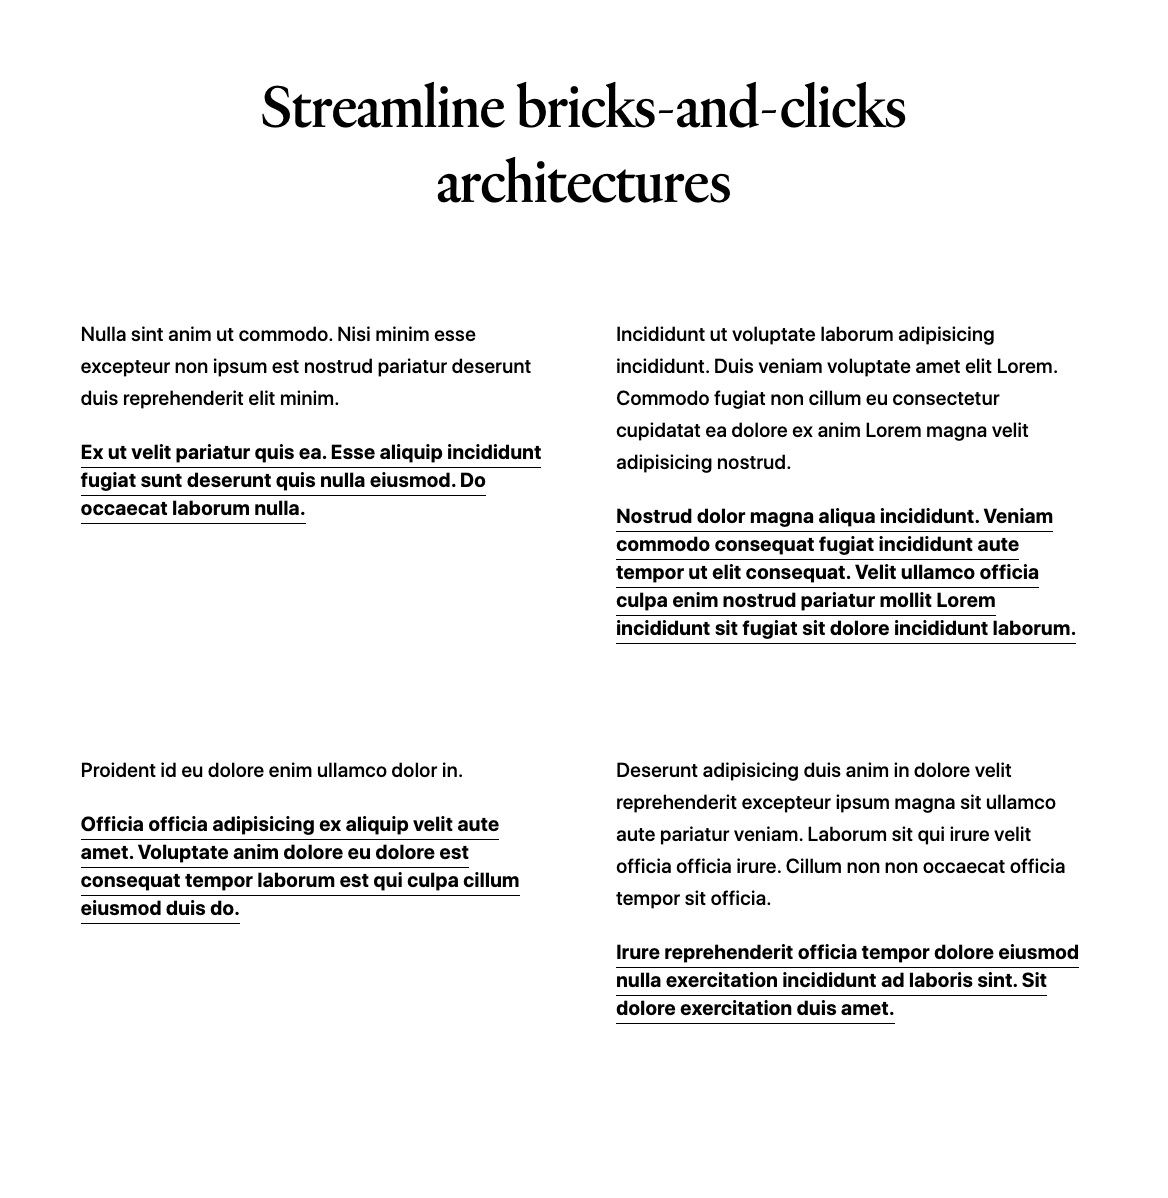 Streamline bricks-and-clicks
architectures
Nulla sint anim ut commodo. Nisi minim esse
excepteur non ipsum est nostrud pariatur deserunt
duis reprehenderit elit minim.
Ex ut velit pariatur quis ea. Esse aliquip incididunt
fugiat sunt deserunt quis nulla eiusmod. Do
occaecat laborum nulla.
Incididunt ut voluptate laborum adipisicing
incididunt. Duis veniam voluptate amet elit Lorem.
Commodo fugiat non cillum eu consectetur
cupidatat ea dolore ex anim Lorem magna velit
adipisicing nostrud.
Nostrud dolor magna aliqua incididunt. Veniam
commodo consequat fugiat incididunt aute
tempor ut elit consequat. Velit ullamco officia
culpa enim nostrud pariatur mollit Lorem
incididunt sit fugiat sit dolore incididunt laborum.
Proident id eu dolore enim ullamco dolor in.
Officia officia adipisicing ex aliquip velit aute
amet. Voluptate anim dolore eu dolore est
consequat tempor laborum est qui culpa cillum
eiusmod duis do.
Deserunt adipisicing duis anim in dolore velit
reprehenderit excepteur ipsum magna sit ullamco
aute pariatur veniam. Laborum sit qui irure velit
officia officia irure. Cillum non non occaecat officia
tempor sit officia.
Irure reprehenderit officia tempor dolore eiusmod
nulla exercitation incididunt ad laboris sint. Sit
dolore exercitation duis amet.